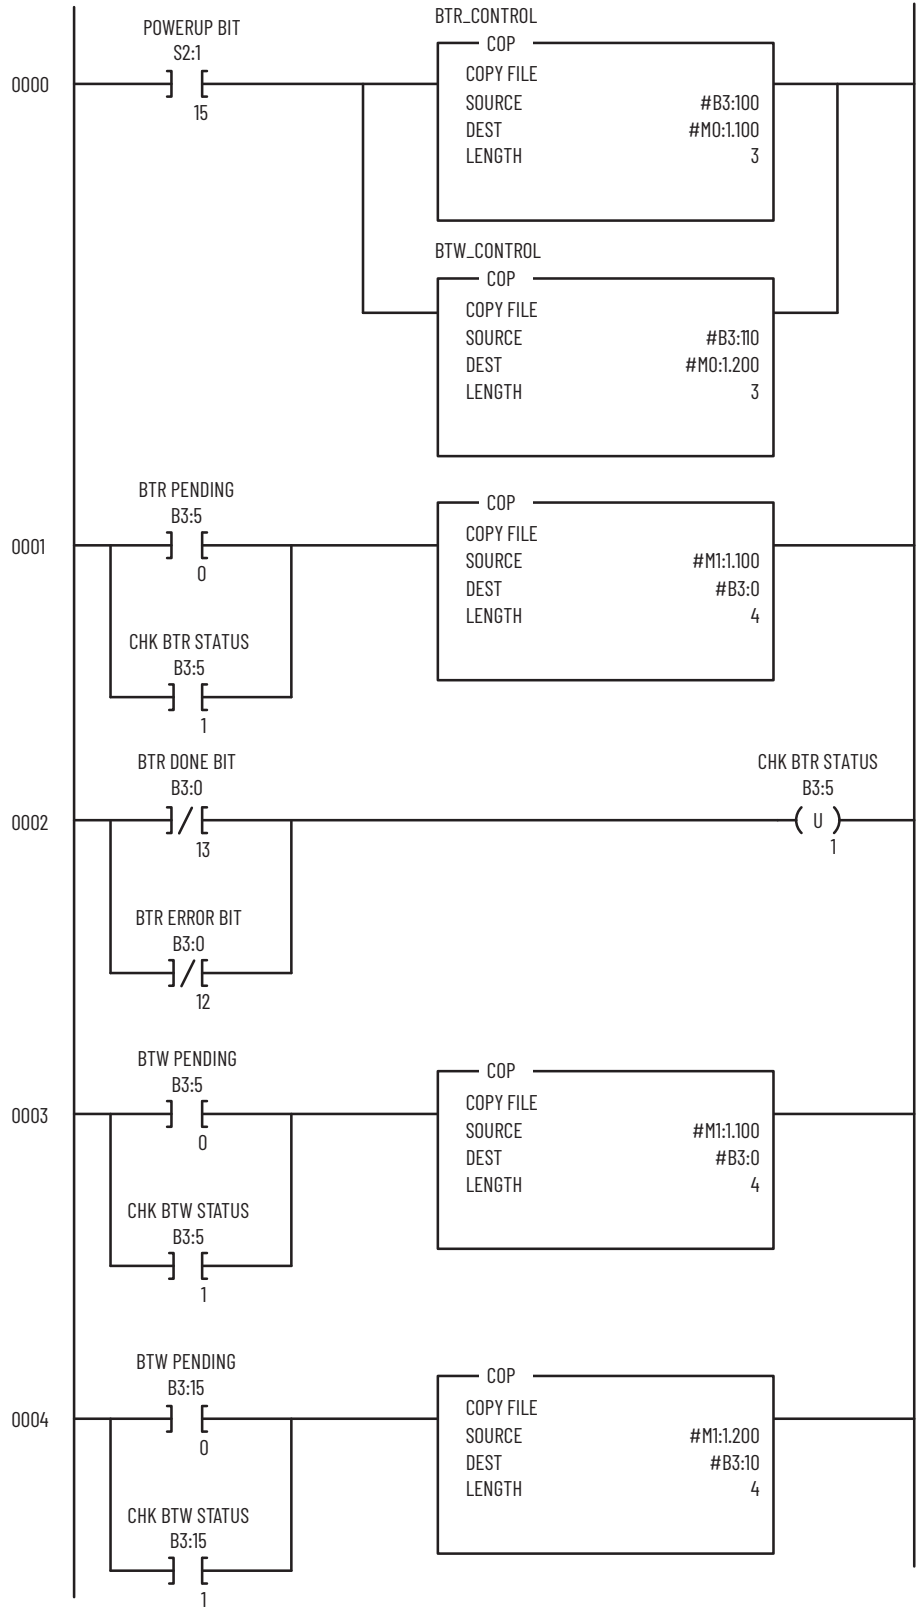 BTR_CONTROL
POWERUP BIT
COP
S2:1
COPY FILE
0000
SOURCE #B3:100
15
DEST #M0:1.100
LENGTH 3
BTW_CONTROL
COP
COPY FILE
SOURCE #B3:110
DEST #M0:1.200
LENGTH 3
BTR PENDING
COP
B3:5
COPY FILE
0001
SOURCE #M1:1.100
0
DEST #B3:0
LENGTH 4
CHK BTR STATUS
B3:5
1
BTR DONE BIT
CHK BTR STATUS
B3:0
B3:5
0002
U
13
1
BTR ERROR BIT
B3:0
12
BTW PENDING
COP
B3:5
COPY FILE
0003
SOURCE #M1:1.100
0
DEST #B3:0
LENGTH 4
CHK BTW STATUS
B3:5
1
BTW PENDING
COP
B3:15
COPY FILE
0004
SOURCE #M1:1.200
0
DEST #B3:10
LENGTH 4
CHK BTW STATUS
B3:15
1